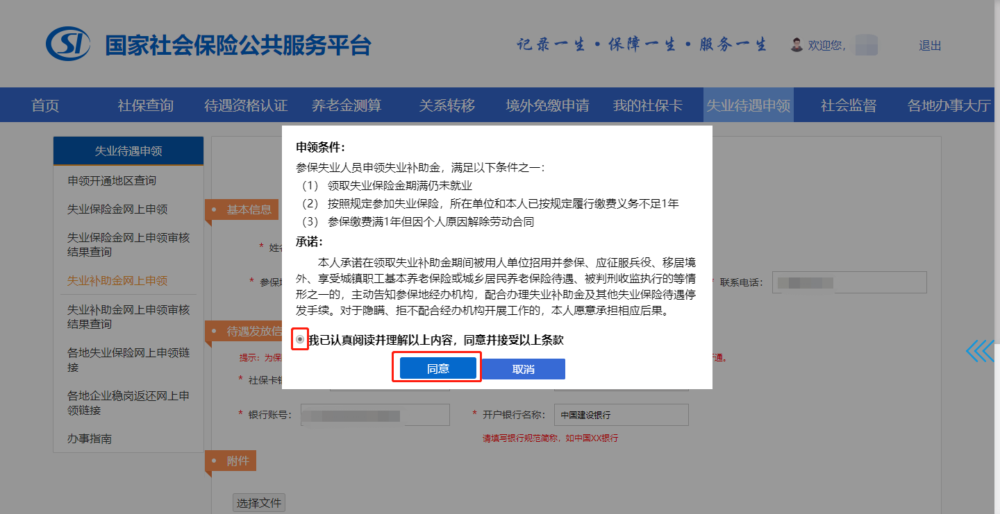 SI 国家社会保险公共服务平台
记录一生·保障一生·服务一生
欢迎您,
退出
首页 社保查询 待遇资格认证 养老金测算 关系转移 境外免缴申请 我的社保卡 失业待遇申领 社会监督 各地办事大厅
失业待遇申领
申领开通地区查询
失业保险金网上申领
失业保险金网上申领审核
结果查询
失业补助金网上申领
失业补助金网上申领审核
结果查询
各地失业保险网上申领链
接
各地企业稳岗返还网上申
领链接
办事指南
申领条件：
参保失业人员申领失业补助金，满足以下条件之一：
（1） 领取失业保险金期满仍未就业
（2） 按照规定参加失业保险，所在单位和本人已按规定履行缴费义务不足1年
（3） 参保缴费满1年但因个人原因解除劳动合同
承诺：
本人承诺在领取失业补助金期间被用人单位招用并参保、应征服兵役、移居境
外、享受城镇职工基本养老保险或城乡居民养老保险待遇、被判刑收监执行的等情
形之一的，主动告知参保地经办机构，配合办理失业补助金及其他失业保险待遇停
发手续。对于隐瞒、拒不配合经办机构开展工作的，本人愿意承担相应后果。
我已认真阅读并理解以上内容，同意并接受以上条款
同意 取消
基本信息
* 姓
* 参保
* 联系电话：
待遇发放信
提示：为保
通。
* 社保卡
* 银行账号：
* 开户银行名称： 中国建设银行
请填写银行规范简称，如中国XX银行
附件
选择文件